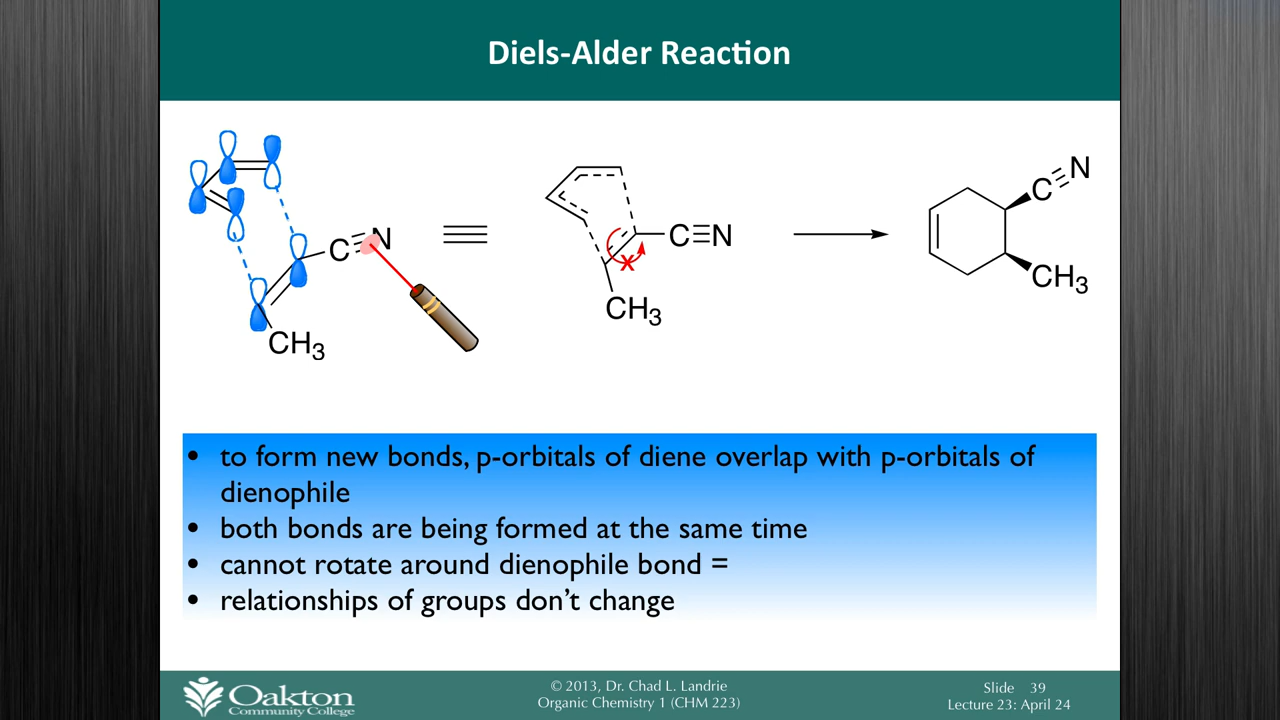 Diels-Alder Reaction
C≡N
CH₃
C≡N
x
CH₃
C≡N
CH₃
• to form new bonds, p-orbitals of diene overlap with p-orbitals of
dienophile
• both bonds are being formed at the same time
• cannot rotate around dienophile bond =
• relationships of groups don't change
Oakton
Community College
© 2013, Dr. Chad L. Landrie
Organic Chemistry 1 (CHM 223)
Slide 39
Lecture 23: April 24